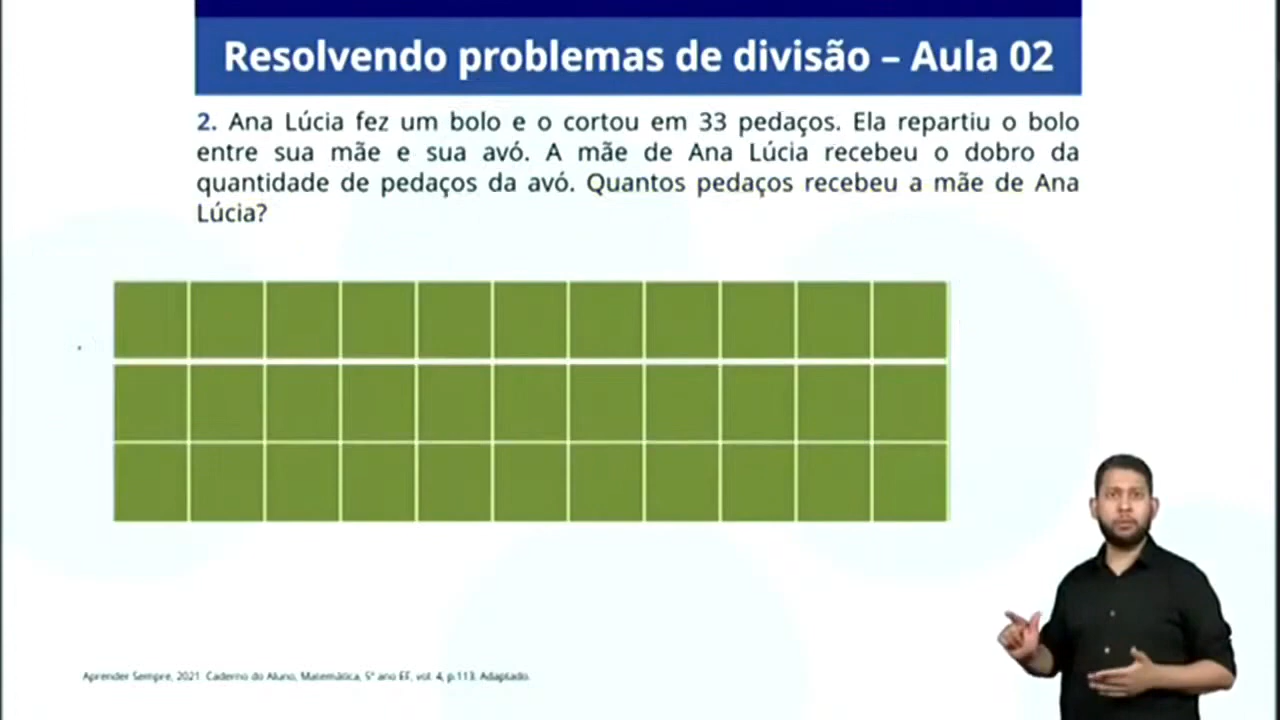 Resolvendo problemas de divisão – Aula 02
2. Ana Lúcia fez um bolo e o cortou em 33 pedaços. Ela repartiu o bolo
entre sua mãe e sua avó. A mãe de Ana Lúcia recebeu o dobro da
quantidade de pedaços da avó. Quantos pedaços recebeu a mãe de Ana
Lúcia?
Aprender Sempre, 2021. Caderno do Aluno, Matemática, 5º ano EF, vol. 4, p.113. Adaptado.